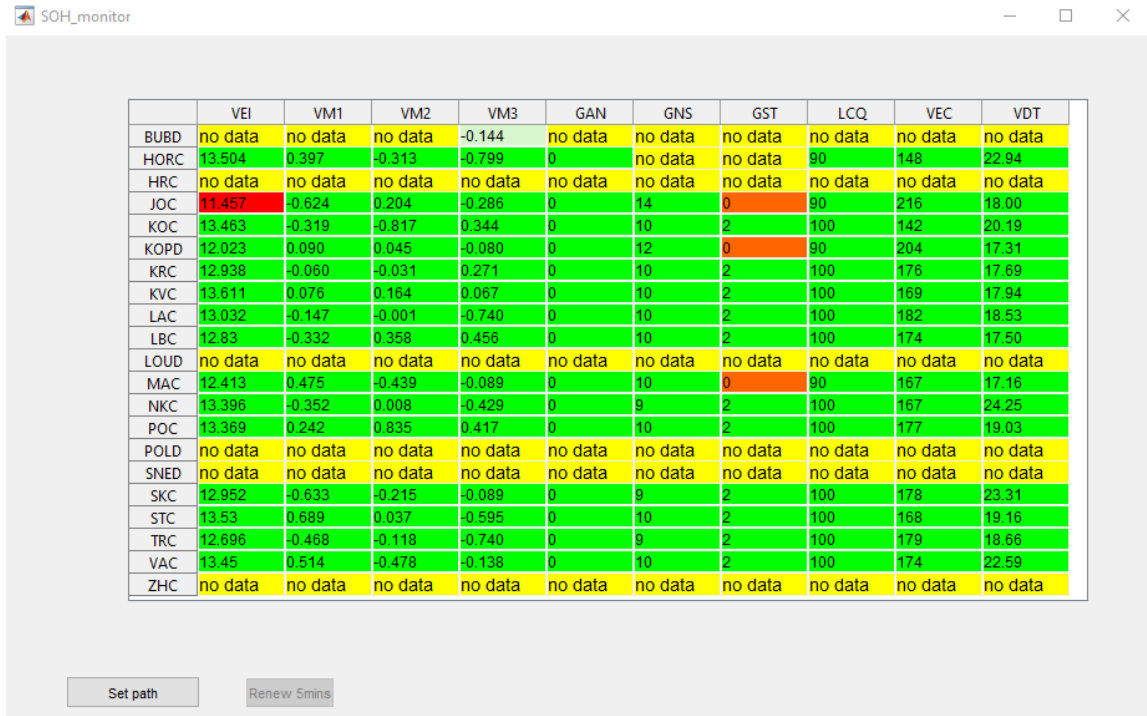 SOH_monitor
VEI VM1 VM2 VM3 GAN GNS GST LCQ VEC VDT
BUBD no data no data no data -0.144 no data no data no data no data no data no data
HORC 13.504 0.397 -0.313 -0.799 0 no data no data 90 148 22.94
HRC no data no data no data no data no data no data no data no data no data no data
JOC 11.457 -0.624 0.204 -0.286 0 14 0 90 216 18.00
KOC 13.463 -0.319 -0.817 0.344 0 10 2 100 142 20.19
KOPD 12.023 0.090 0.045 -0.080 0 12 0 90 204 17.31
KRC 12.938 -0.060 -0.031 0.271 0 10 2 100 176 17.69
KVC 13.611 0.076 0.164 0.067 0 10 2 100 169 17.94
LAC 13.032 -0.147 -0.001 -0.740 0 10 2 100 182 18.53
LBC 12.83 -0.332 0.358 0.456 0 10 2 100 174 17.50
LOUD no data no data no data no data no data no data no data no data no data no data
MAC 12.413 0.475 -0.439 -0.089 0 10 0 90 167 17.16
NKC 13.396 -0.352 0.008 -0.429 0 9 2 100 167 24.25
POC 13.369 0.242 0.835 0.417 0 10 2 100 177 19.03
POLD no data no data no data no data no data no data no data no data no data no data
SNED no data no data no data no data no data no data no data no data no data no data
SKC 12.952 -0.633 -0.215 -0.089 0 9 2 100 178 23.31
STC 13.53 0.689 0.037 -0.595 0 10 2 100 168 19.16
TRC 12.696 -0.468 -0.118 -0.740 0 9 2 100 179 18.66
VAC 13.45 0.514 -0.478 -0.138 0 10 2 100 174 22.59
ZHC no data no data no data no data no data no data no data no data no data no data
Set path Renew 5mins